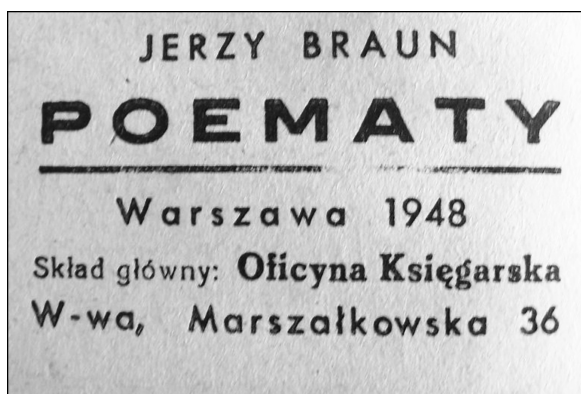 JERZY BRAUN
POEMATY
Warszawa 1948
Skład główny: Oficyna Księgarska
W-wa, Marszałkowska 36